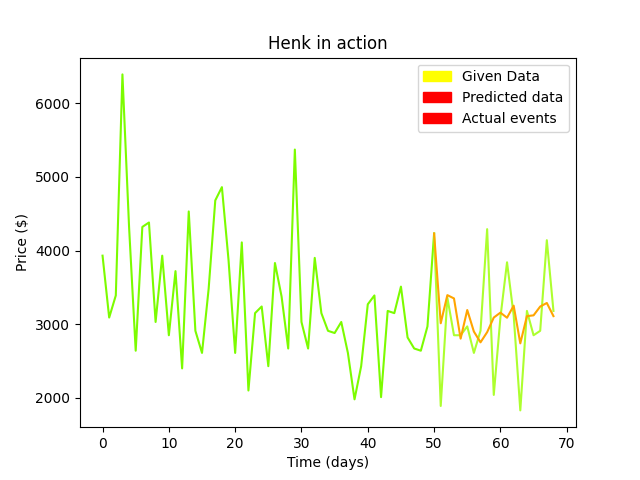 Henk in action
Given Data
Predicted data
Actual events
Price ($)
6000
5000
4000
3000
2000
0 10 20 30 40 50 60 70
Time (days)